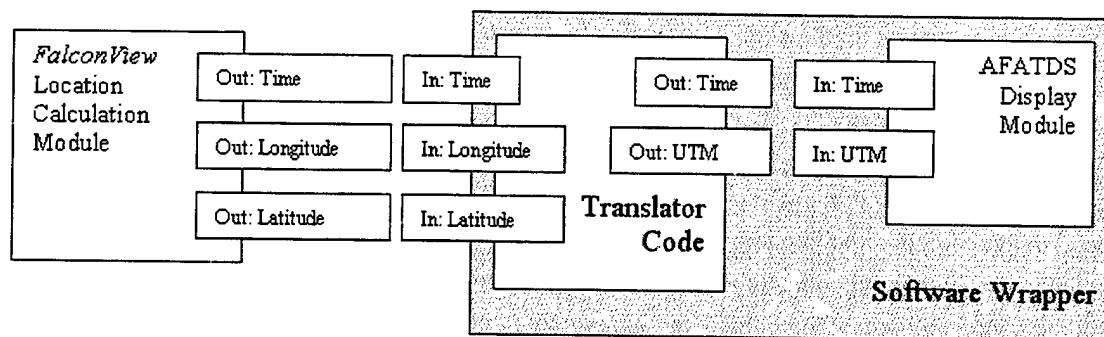 FalconView
Location
Calculation
Module
Out: Time
Out: Longitude
Out: Latitude
In: Time
In: Longitude
In: Latitude
Out: Time
Out: UTM
Translator
Code
In: Time
In: UTM
AFATDS
Display
Module
Software Wrapper